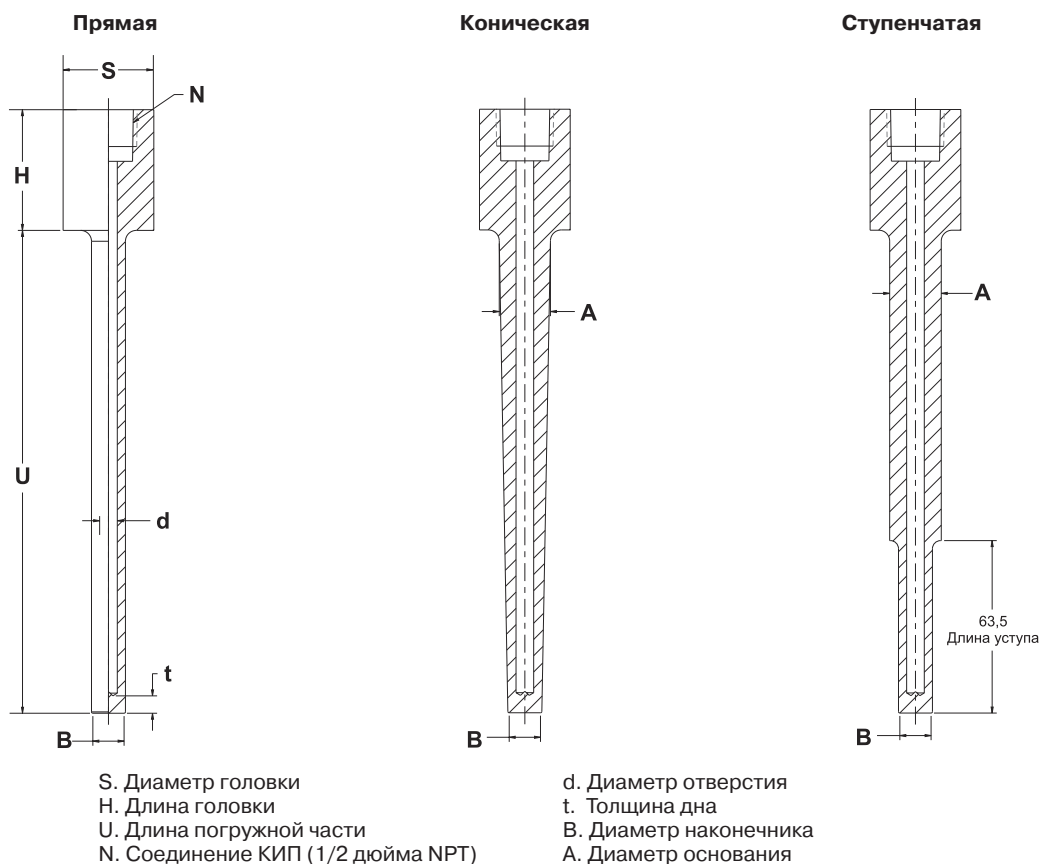 Прямая
Коническая
Ступенчатая
S
N
H
A
A
U
d
63,5
Длина уступа
t
B
B
B
S. Диаметр головки
H. Длина головки
U. Длина погружной части
N. Соединение КИП (1/2 дюйма NPT)
d. Диаметр отверстия
t. Толщина дна
B. Диаметр наконечника
A. Диаметр основания